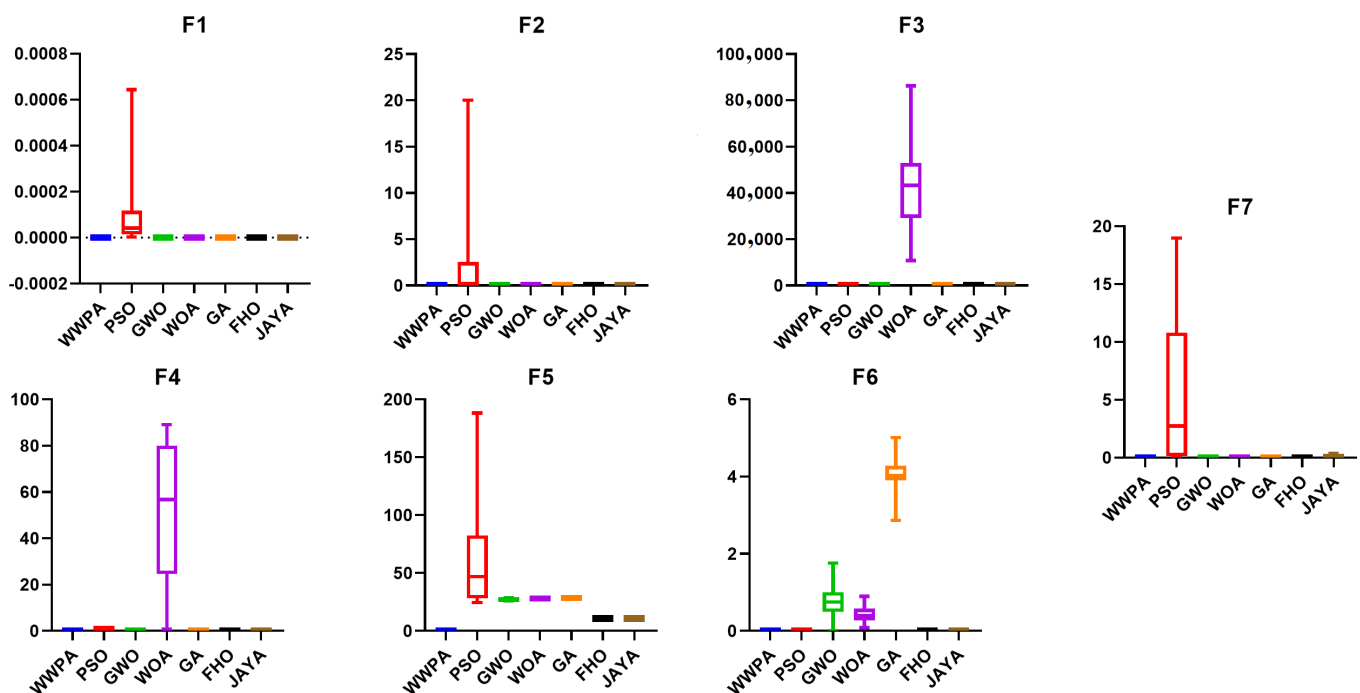 F1
0.0008
0.0006
0.0004
0.0002
0.0000
-0.0002
WWPA PSO GWO WOA GA FHO JAYA
F2
25
20
15
10
5
0
WWPA PSO GWO WOA GA FHO JAYA
F3
100,000
80,000
60,000
40,000
20,000
0
WWPA PSO GWO WOA GA FHO JAYA
F4
100
80
60
40
20
0
WWPA PSO GWO WOA GA FHO JAYA
F5
200
150
100
50
0
WWPA PSO GWO WOA GA FHO JAYA
F6
6
4
2
0
WWPA PSO GWO WOA GA FHO JAYA
F7
20
15
10
5
0
WWPA PSO GWO WOA GA FHO JAYA